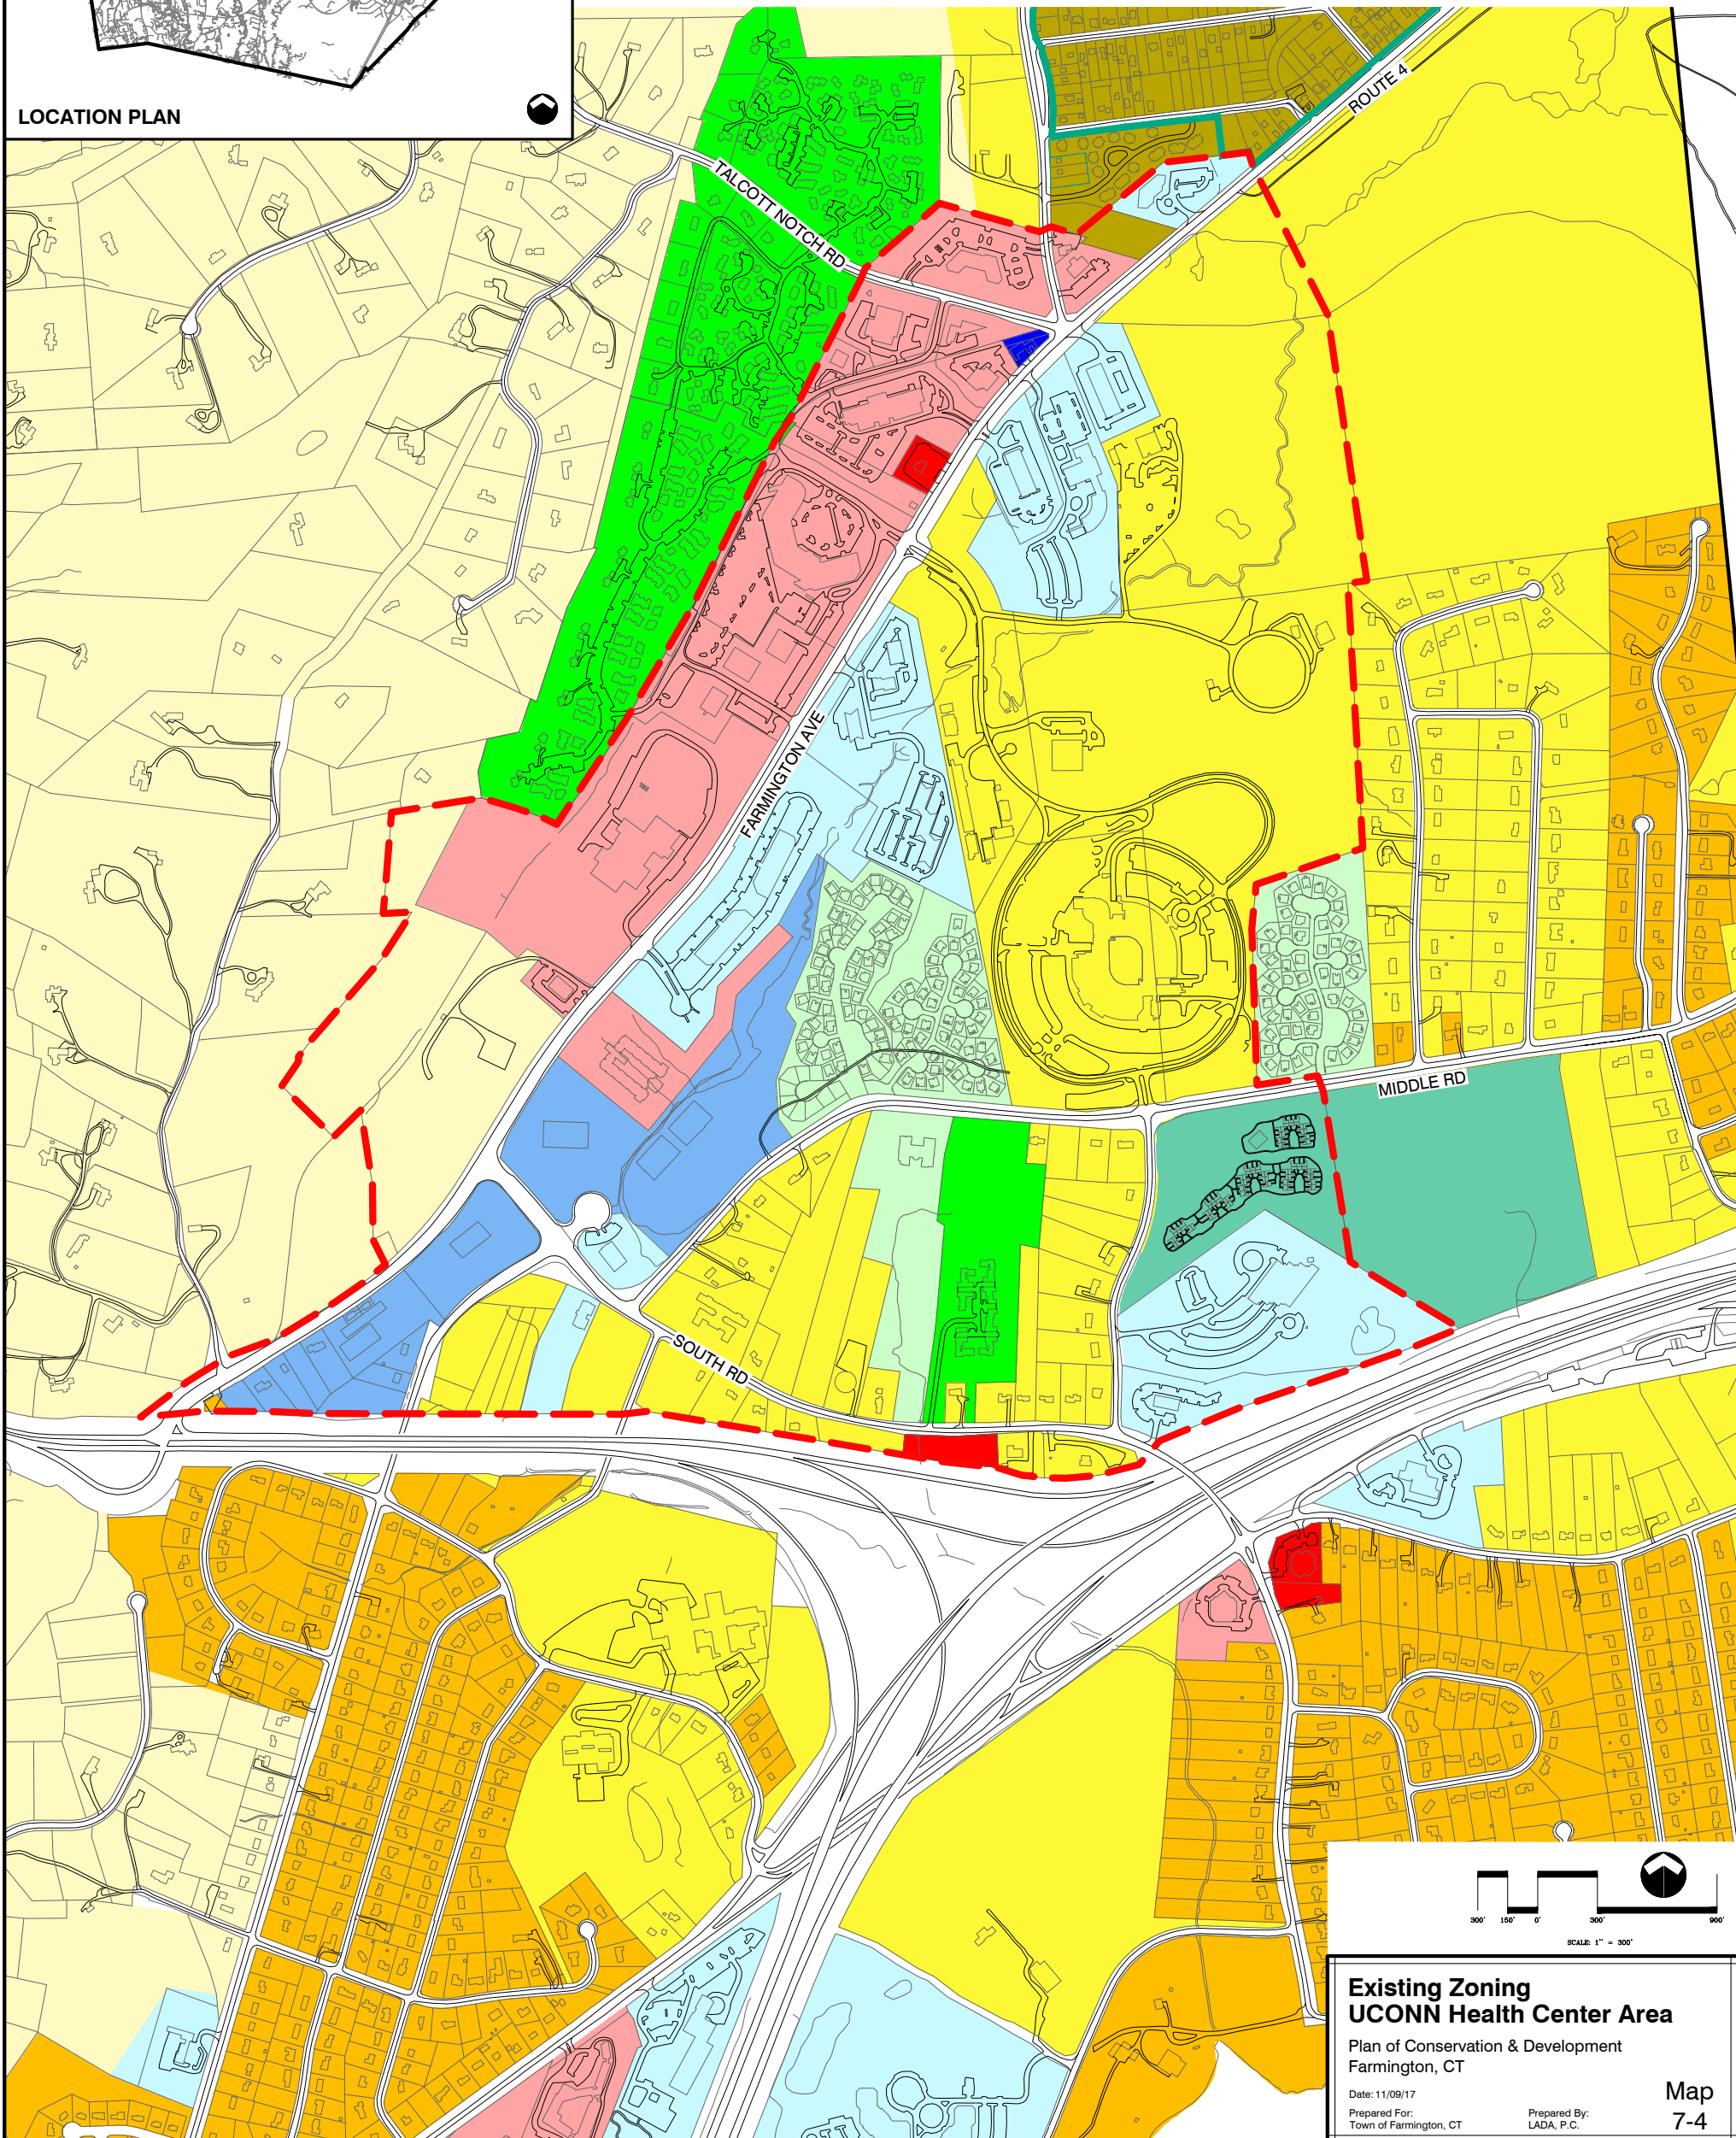 LOCATION PLAN
ROUTE 4
TALCOTT NOTCH RD
FARMINGTON AVE
MIDDLE RD
SOUTH RD
300' 150' 0' 300' 900'
SCALE: 1" = 300'
Existing Zoning
UCONN Health Center Area
Plan of Conservation & Development
Farmington, CT
Date: 11/09/17
Map
7-4
Prepared For:
Town of Farmington, CT
Prepared By:
LADA, P.C.